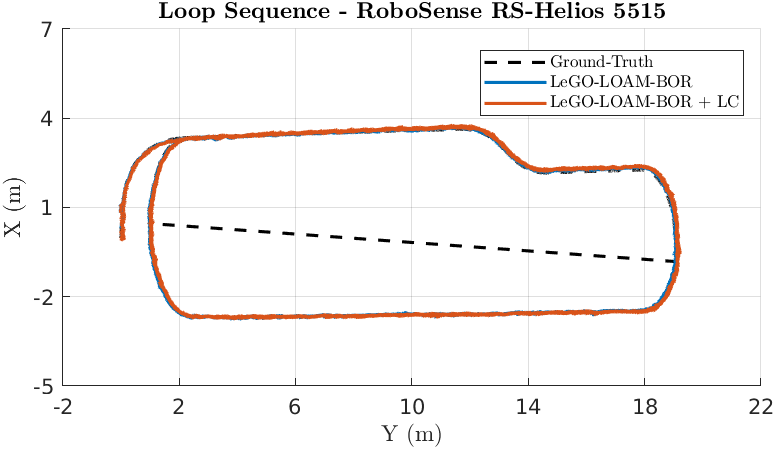 Loop Sequence - RoboSense RS-Helios 5515
Ground-Truth
LeGO-LOAM-BOR
LeGO-LOAM-BOR + LC
7
4
1
-2
-5
X (m)
-2 2 6 10 14 18 22
Y (m)